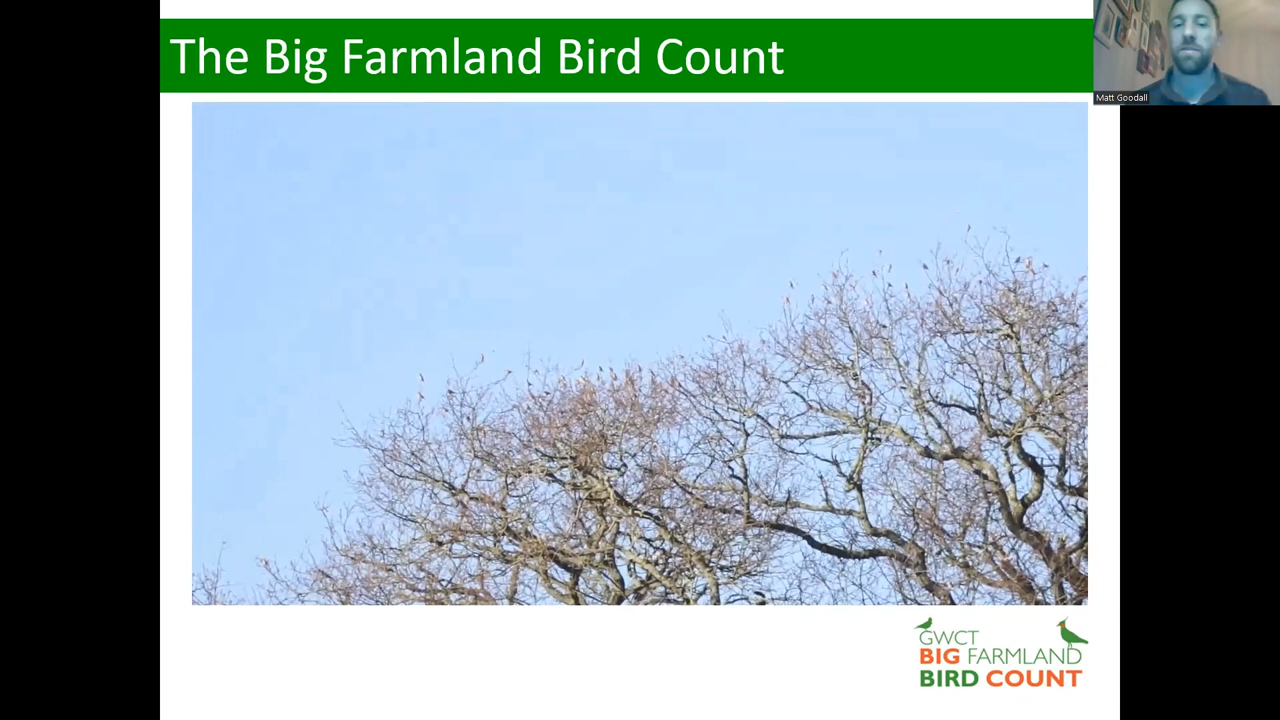 The Big Farmland Bird Count
Matt Goodall
GWCT
BIG FARMLAND
BIRD COUNT